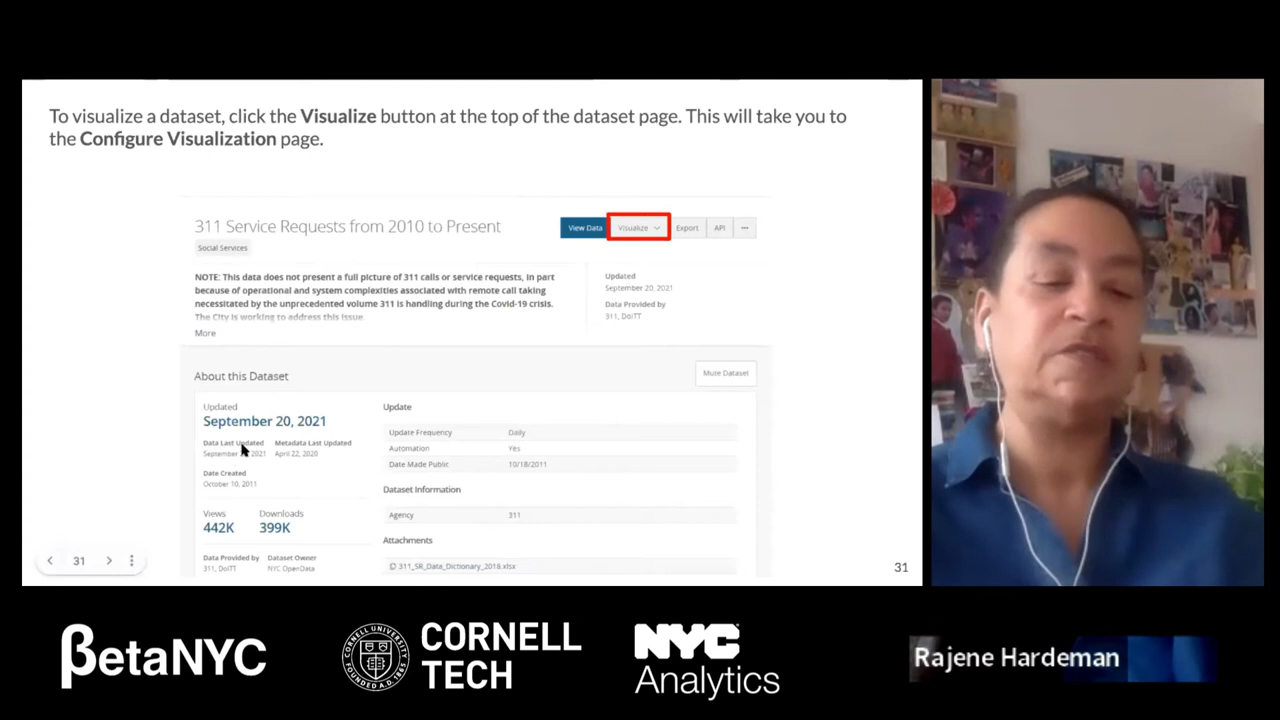 To visualize a dataset, click the Visualize button at the top of the dataset page. This will take you to
the Configure Visualization page.
311 Service Requests from 2010 to Present
View Data
Visualize
Export
API
Social Services
NOTE: This data does not present a full picture of 311 calls or service requests, in part
because of operational and system complexities associated with remote call taking
necessitated by the unprecedented volume 311 is handling during the Covid-19 crisis.
The City is working to address this issue.
More
Updated
September 20, 2021
Data Provided by
311, DoITT
About this Dataset
Mute Dataset
Updated
September 20, 2021
Data Last Updated
September 2021
Metadata Last Updated
April 22, 2020
Date Created
October 10, 2011
Views
442K
Downloads
399K
Data Provided by
311, DoITT
Dataset Owner
NYC OpenData
Update
Update Frequency Daily
Automation Yes
Date Made Public 10/18/2011
Dataset Information
Agency 311
Attachments
311_SR_Data_Dictionary_2018.xlsx
31
31
βetaNYC
CORNELL UNIVERSITY
FOUNDED A.D. 1865
CORNELL
TECH
NYC
Analytics
Rajene Hardeman